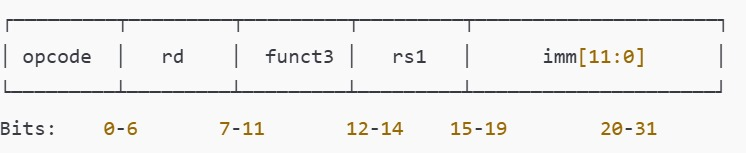 opcode rd funct3 rs1 imm[11:0]
Bits: 0-6 7-11 12-14 15-19 20-31